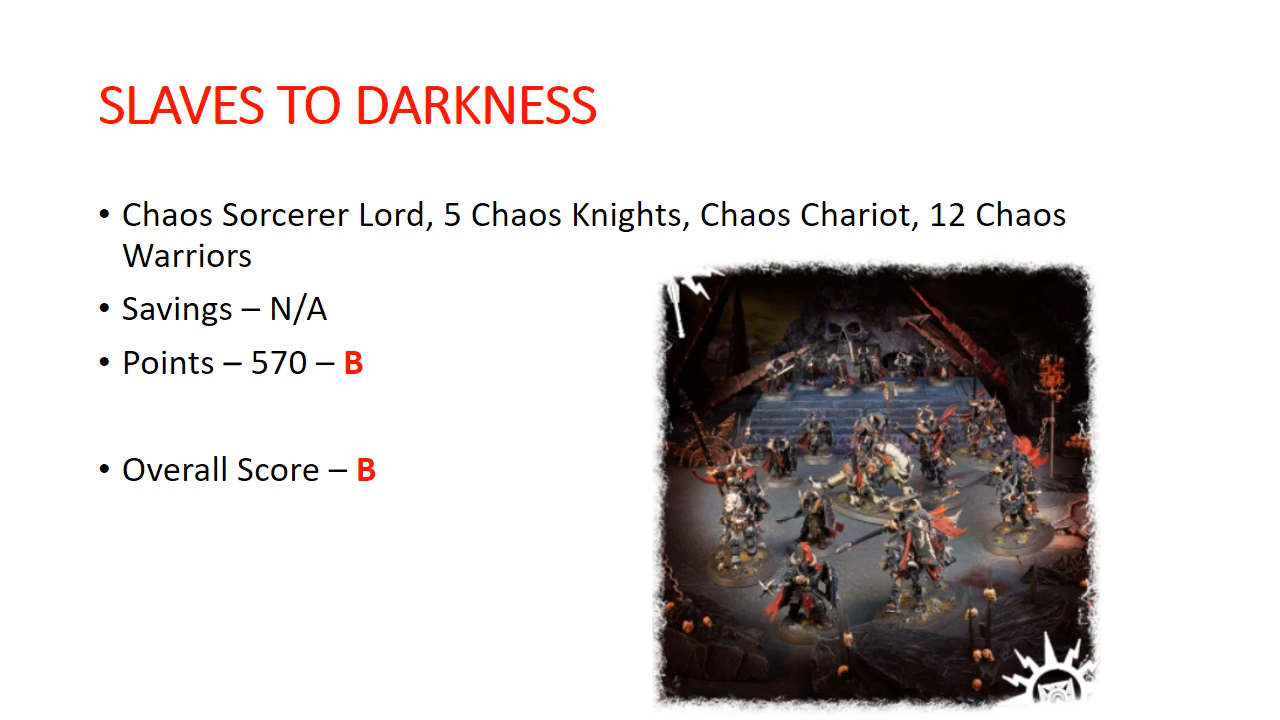 SLAVES TO DARKNESS
• Chaos Sorcerer Lord, 5 Chaos Knights, Chaos Chariot, 12 Chaos
Warriors
• Savings – N/A
• Points – 570 – B
• Overall Score – B